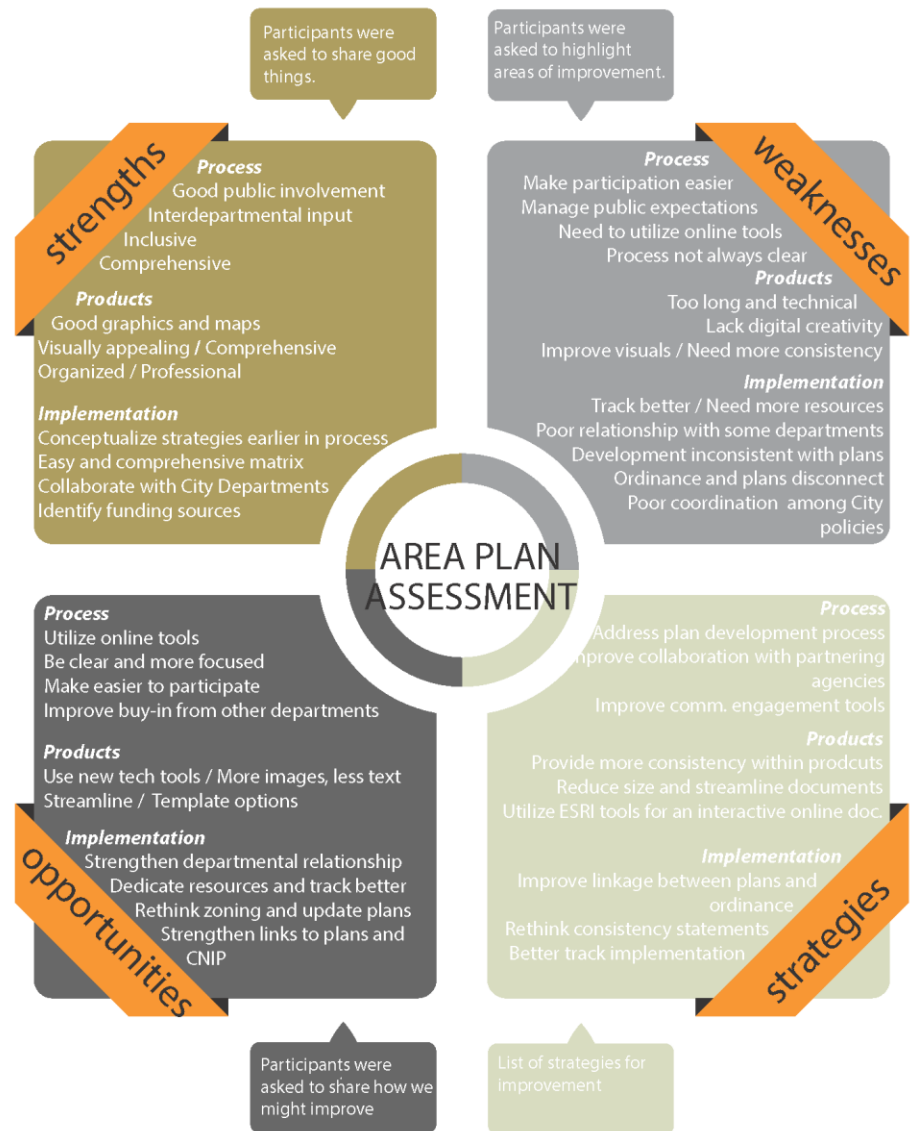 Participants were
asked to share good
things.
Participants were
asked to highlight
areas of improvement.
strengths
Process
Good public involvement
Interdepartmental input
Inclusive
Comprehensive
Products
Good graphics and maps
Visually appealing / Comprehensive
Organized / Professional
Implementation
Conceptualize strategies earlier in process
Easy and comprehensive matrix
Collaborate with City Departments
Identify funding sources
weaknesses
Process
Make participation easier
Manage public expectations
Need to utilize online tools
Process not always clear
Products
Too long and technical
Lack digital creativity
Improve visuals / Need more consistency
Implementation
Track better / Need more resources
Poor relationship with some departments
Development inconsistent with plans
Ordinance and plans disconnect
Poor coordination among City
policies
AREA PLAN
ASSESSMENT
Process
Utilize online tools
Be clear and more focused
Make easier to participate
Improve buy-in from other departments
Products
Use new tech tools / More images, less text
Streamline / Template options
Implementation
Strengthen departmental relationship
Dedicate resources and track better
Rethink zoning and update plans
Strengthen links to plans and
CNIP
opportunities
Process
Address plan development process
Improve collaboration with partnering
agencies
Improve comm. engagement tools
Products
Provide more consistency within prodcuts
Reduce size and streamline documents
Utilize ESRI tools for an interactive online doc.
Implementation
Improve linkage between plans and
ordinance
Rethink consistency statements
Better track implementation
strategies
Participants were
asked to share how we
might improve
List of strategies for
improvement